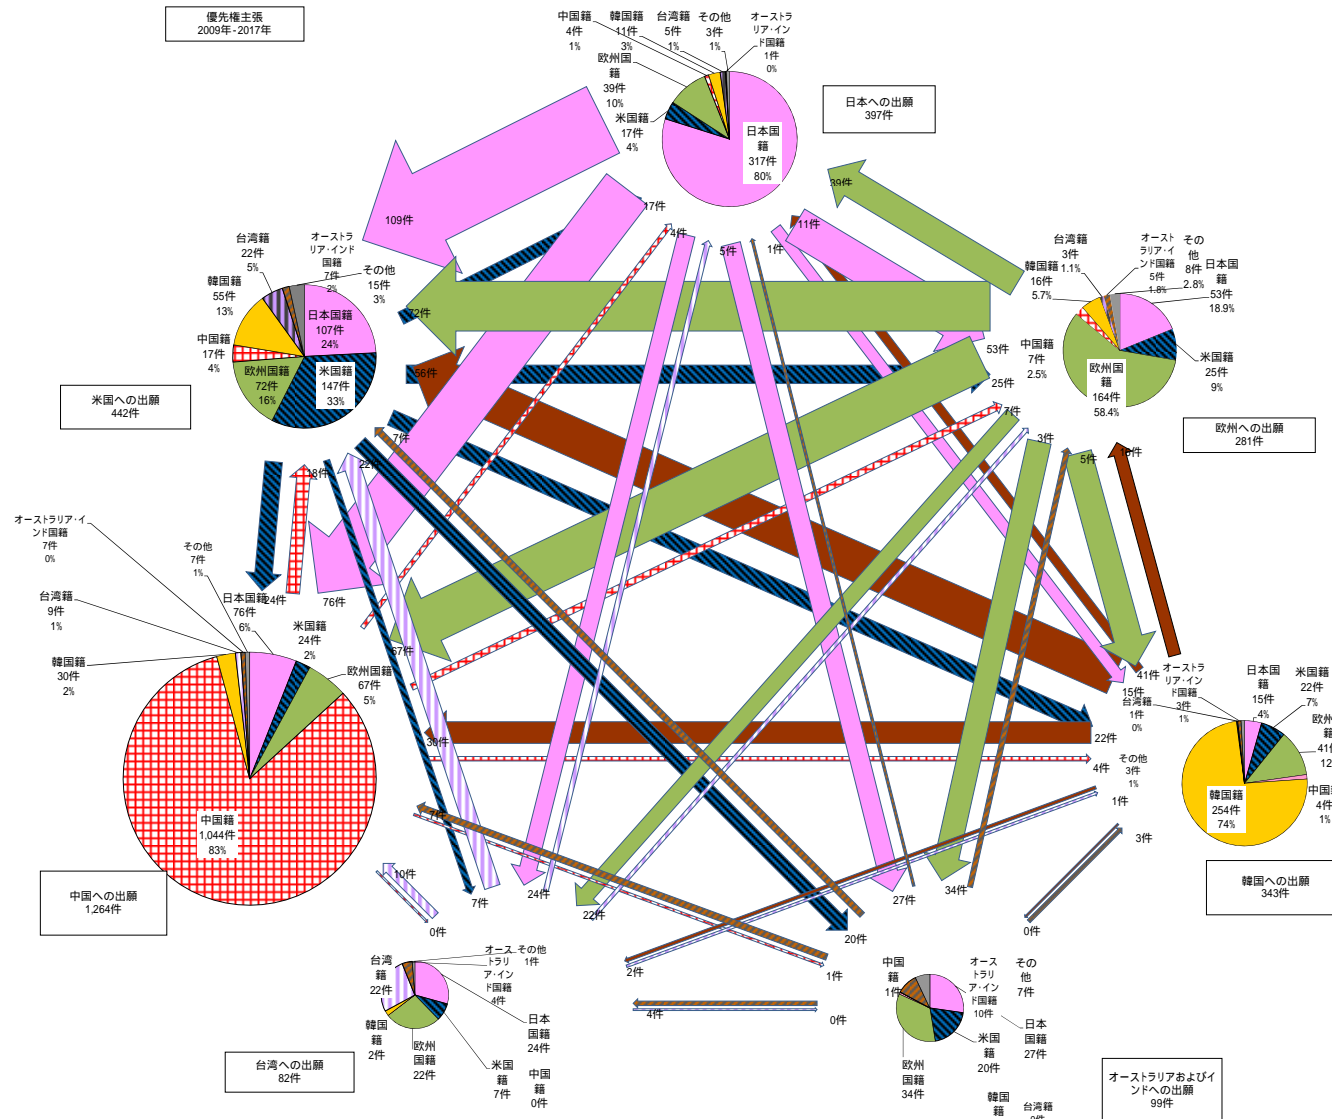 優先権主張
2009年-2017年
中国籍
4件
1%
韓国籍
11件
3%
台湾籍
5件
1%
その他
3件
1%
オーストラ
リア・イン
ド国籍
1件
0%
欧州国
籍
39件
10%
米国籍
17件
4%
日本国
籍
317件
80%
日本への出願
397件
109件
17件
4件
5件
1件
11件
39件
台湾籍
22件
5%
オーストラ
リア・インド
国籍
7件
2%
その他
15件
3%
韓国籍
55件
13%
中国籍
17件
4%
日本国籍
107件
24%
欧州国籍
72件
16%
米国籍
147件
33%
米国への出願
442件
72件
56件
7件
22件
18件
台湾籍
3件
1.1%
オーストラ
リア・イ
ンド国籍
5件
1.8%
その
他
8件
2.8%
日本国
籍
53件
18.9%
韓国籍
16件
5.7%
中国籍
7件
2.5%
欧州国
籍
164件
58.4%
米国籍
25件
9%
欧州への出願
281件
53件
25件
7件
3件
5件
16件
オーストラリア・イ
ンド国籍
7件
0%
その他
7件
1%
台湾籍
9件
1%
韓国籍
30件
2%
日本国籍
76件
6%
米国籍
24件
2%
欧州国籍
67件
5%
中国籍
1,044件
83%
中国への出願
1,264件
24件
76件
67件
30件
7件
10件
オーストラ
リア・イン
ド国籍
3件
1%
台湾籍
1件
0%
日本国
籍
15件
4%
米国籍
22件
7%
欧州
籍
41件
12
中国籍
4件
1%
その他
3件
1%
韓国籍
254件
74%
韓国への出願
343件
41件
15件
22件
4件
1件
3件
0件
7件
24件
22件
2件
4件
0件
34件
27件
20件
1件
0件
台湾
籍
22件
オース
トラリ
ア・イン
ド国籍
4件
その他
1件
韓国
籍
2件
欧州
国籍
22件
米国
籍
7件
日本
国籍
24件
中国
籍
0件
台湾への出願
82件
中国
籍
1件
オース
トラリ
ア・インド
国籍
10件
その
他
7件
日本
国籍
27件
米国
籍
20件
欧州
国籍
34件
韓国
籍
台湾籍
オーストラリアおよびイ
ンドへの出願
99件